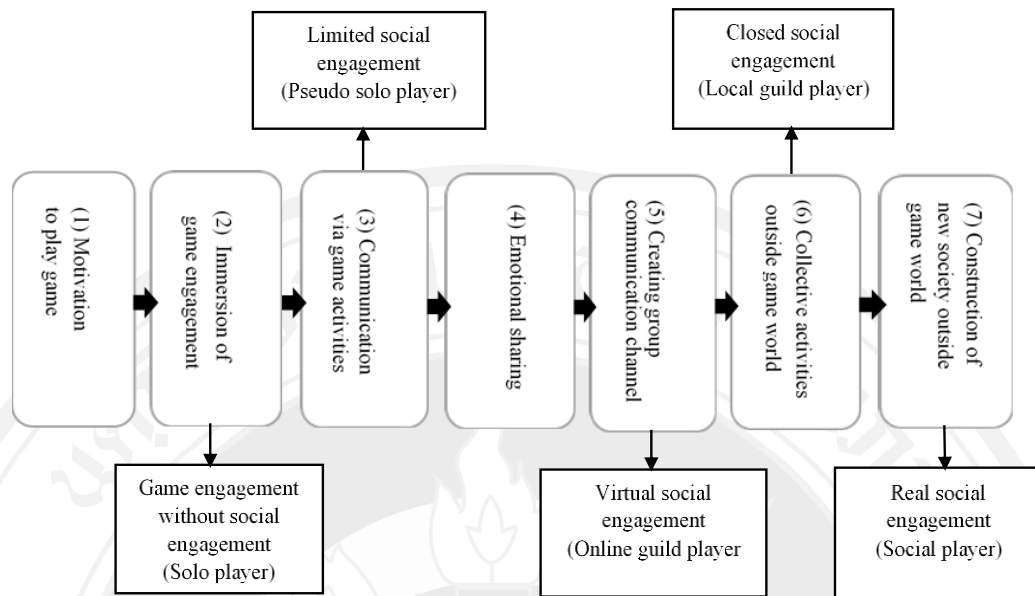 Limited social
engagement
(Pseudo solo player)
Closed social
engagement
(Local guild player)
(1) Motivation
to play game
(2) Immersion of
game engagement
(3) Communication
via game activities
(4) Emotional sharing
(5) Creating group
communication channel
(6) Collective activities
outside game world
(7) Construction of
new society outside
game world
Game engagement
without social
engagement
(Solo player)
Virtual social
engagement
(Online guild player
Real social
engagement
(Social player)